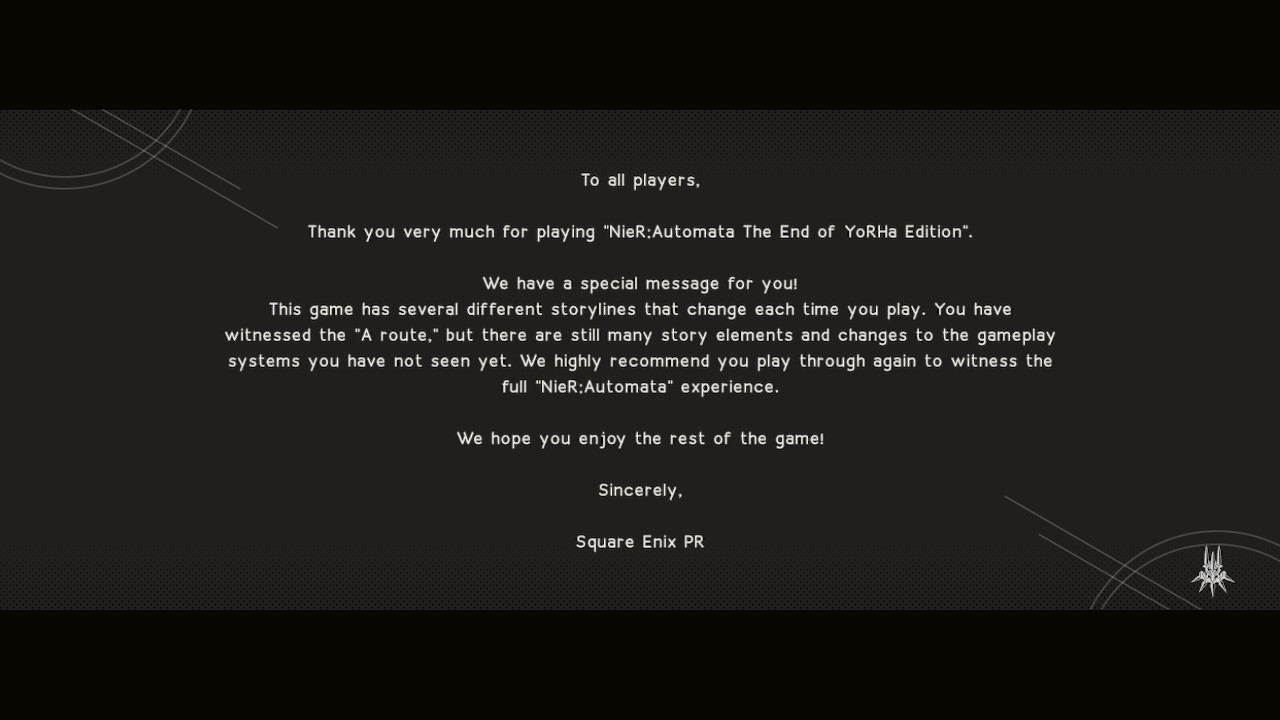 To all players,
Thank you very much for playing "NieR:Automata The End of YoRHa Edition".
We have a special message for you!
This game has several different storylines that change each time you play. You have
witnessed the "A route," but there are still many story elements and changes to the gameplay
systems you have not seen yet. We highly recommend you play through again to witness the
full "NieR:Automata" experience.
We hope you enjoy the rest of the game!
Sincerely,
Square Enix PR